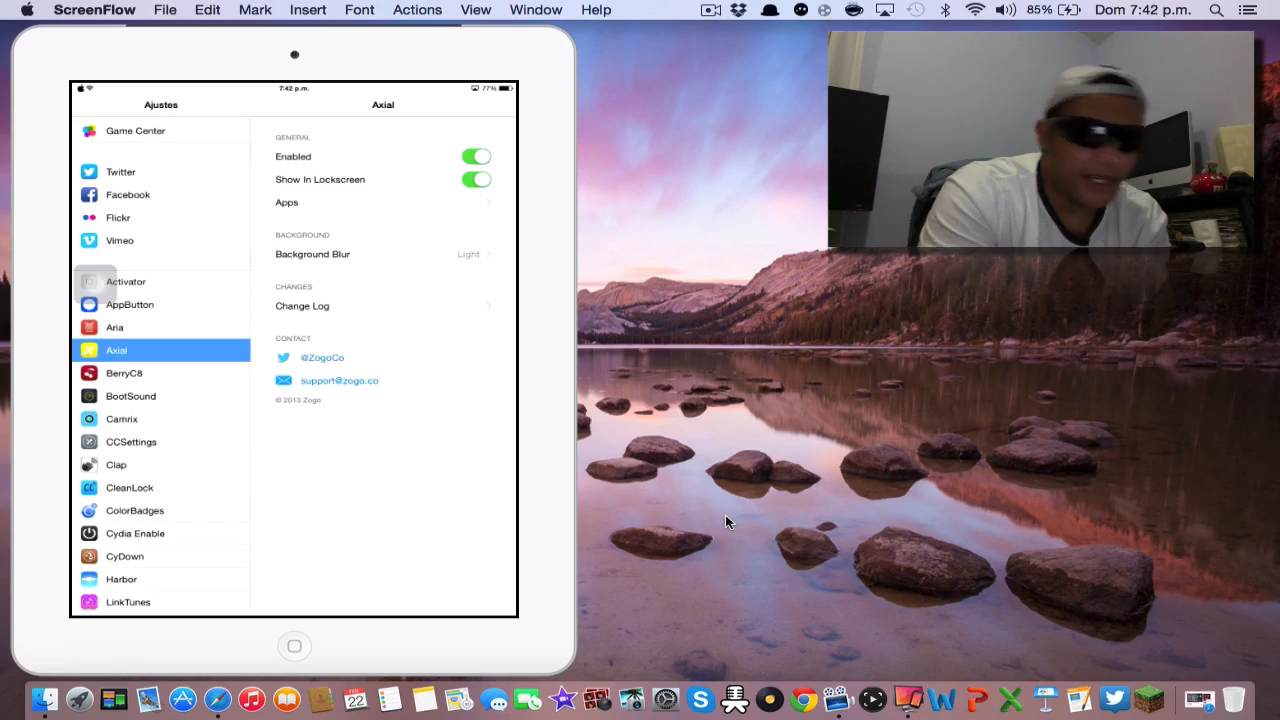 ScreenFlow File Edit Mark Insert Font Actions View Window Help 85% Dom 7:42 p.m.
7:42 p.m. 77%
Ajustes
Axial
Game Center
Twitter
Facebook
Flickr
Vimeo
Activator
AppButton
Aria
Axial
BerryC8
BootSound
Camrix
CCSettings
Clap
CleanLock
ColorBadges
Cydia Enable
CyDown
Harbor
LinkTunes
GENERAL
Enabled
Show In Lockscreen
Apps
BACKGROUND
Background Blur Light
CHANGES
Change Log
CONTACT
@ZogoCo
support@zogo.co
© 2013 Zogo
22